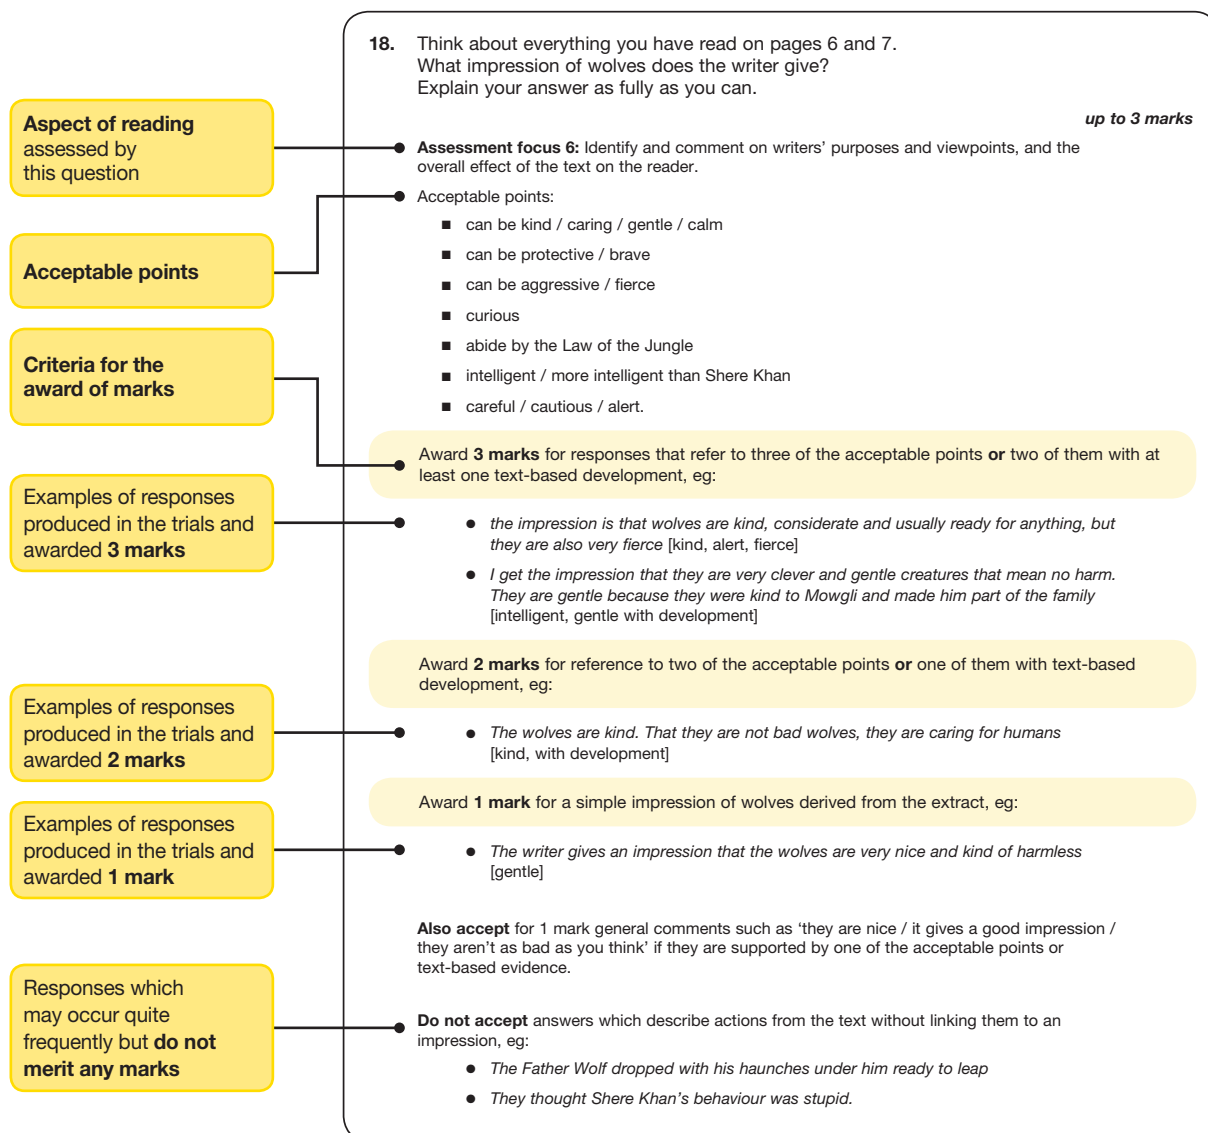 18. Think about everything you have read on pages 6 and 7.
What impression of wolves does the writer give?
Explain your answer as fully as you can.
up to 3 marks
Aspect of reading
assessed by
this question
Assessment focus 6: Identify and comment on writers' purposes and viewpoints, and the
overall effect of the text on the reader.
Acceptable points
Acceptable points:
■ can be kind / caring / gentle / calm
■ can be protective / brave
■ can be aggressive / fierce
■ curious
■ abide by the Law of the Jungle
■ intelligent / more intelligent than Shere Khan
■ careful / cautious / alert.
Criteria for the
award of marks
Award 3 marks for responses that refer to three of the acceptable points or two of them with at
least one text-based development, eg:
Examples of responses
produced in the trials and
awarded 3 marks
● the impression is that wolves are kind, considerate and usually ready for anything, but
they are also very fierce [kind, alert, fierce]
● I get the impression that they are very clever and gentle creatures that mean no harm.
They are gentle because they were kind to Mowgli and made him part of the family
[intelligent, gentle with development]
Award 2 marks for reference to two of the acceptable points or one of them with text-based
development, eg:
Examples of responses
produced in the trials and
awarded 2 marks
● The wolves are kind. That they are not bad wolves, they are caring for humans
[kind, with development]
Award 1 mark for a simple impression of wolves derived from the extract, eg:
Examples of responses
produced in the trials and
awarded 1 mark
● The writer gives an impression that the wolves are very nice and kind of harmless
[gentle]
Also accept for 1 mark general comments such as 'they are nice / it gives a good impression /
they aren't as bad as you think' if they are supported by one of the acceptable points or
text-based evidence.
Responses which
may occur quite
frequently but do not
merit any marks
Do not accept answers which describe actions from the text without linking them to an
impression, eg:
● The Father Wolf dropped with his haunches under him ready to leap
● They thought Shere Khan's behaviour was stupid.